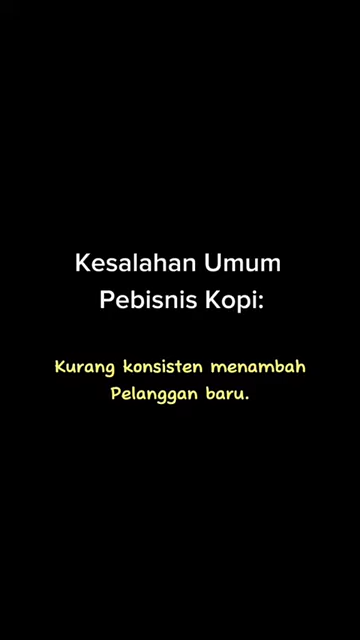 Kesalahan Umum
Pebisnis Kopi:
Kurang konsisten menambah
Pelanggan baru.